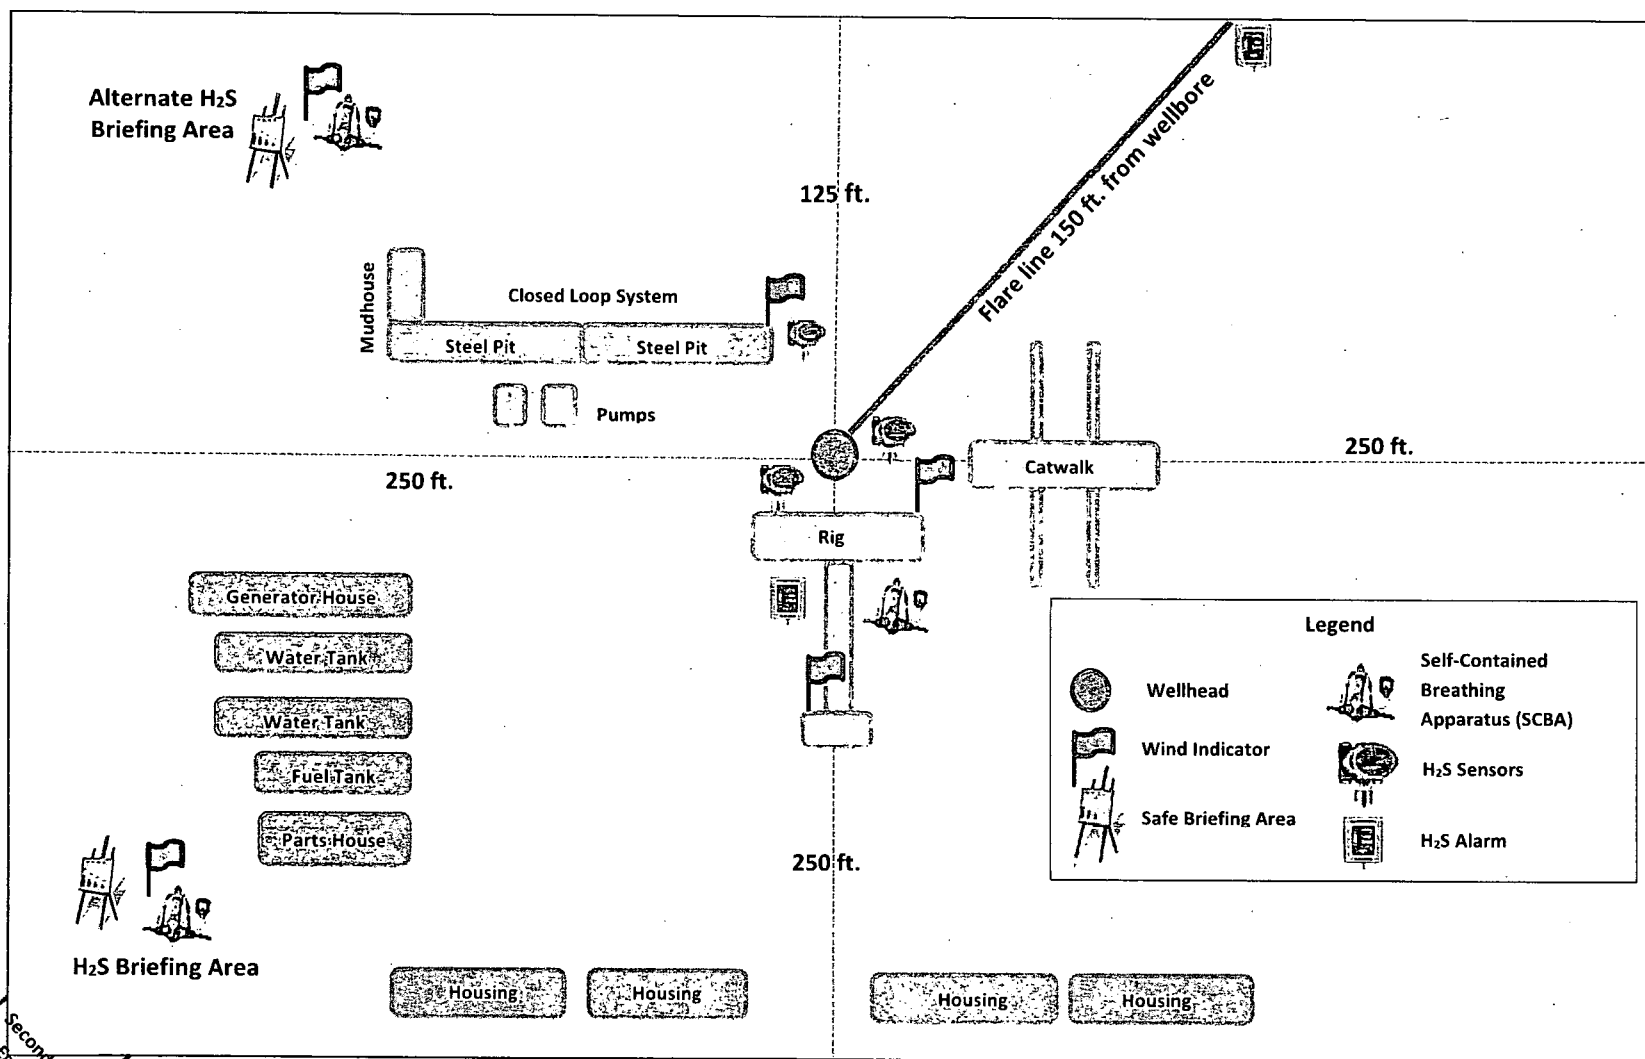 Alternate H₂S
Briefing Area
125 ft.
Flare line 150 ft. from wellbore
Mudhouse
Closed Loop System
Steel Pit
Steel Pit
Pumps
250 ft.
Catwalk
250 ft.
Rig
Generator House
Water Tank
Water Tank
Fuel Tank
Parts House
250 ft.
H₂S Briefing Area
Housing
Housing
Housing
Housing
Legend
Wellhead
Wind Indicator
Safe Briefing Area
Self-Contained
Breathing
Apparatus (SCBA)
H₂S Sensors
H₂S Alarm